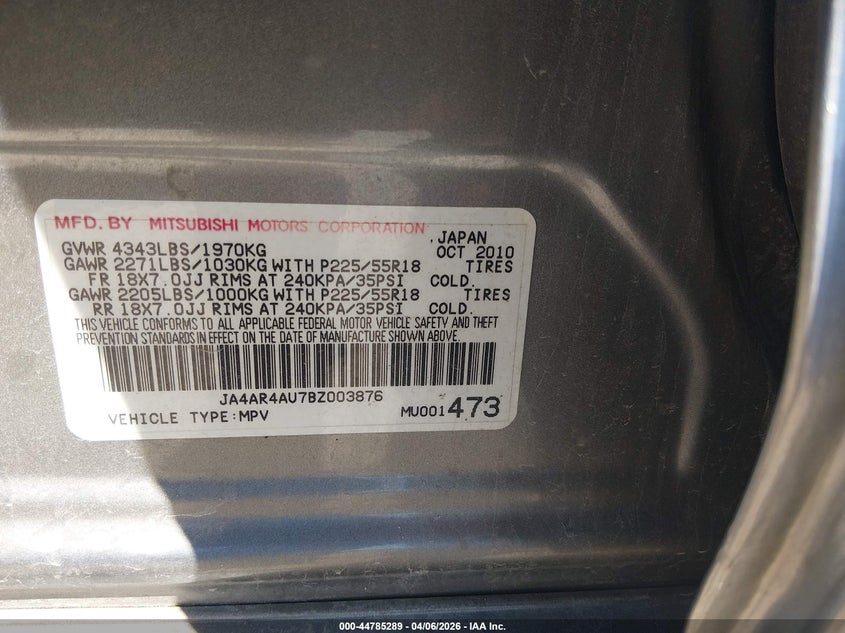 MFD. BY MITSUBISHI MOTORS CORPORATION
GVWR 4343LBS/1970KG JAPAN OCT 2010
GAWR 2271LBS/1030KG WITH P225/55R18 TIRES
FR 18X7.0JJ RIMS AT 240KPA/35PSI COLD.
GAWR 2205LBS/1000KG WITH P225/55R18 TIRES
RR 18X7.0JJ RIMS AT 240KPA/35PSI COLD.
THIS VEHICLE CONFORMS TO ALL APPLICABLE FEDERAL MOTOR VEHICLE SAFETY AND THEFT
PREVENTION STANDARDS IN EFFECT ON THE DATE OF MANUFACTURE SHOWN ABOVE.
JA4AR4AU7BZ003876
VEHICLE TYPE:MPV MU001 473
000-44785289 - 04/06/2026 - IAA Inc.